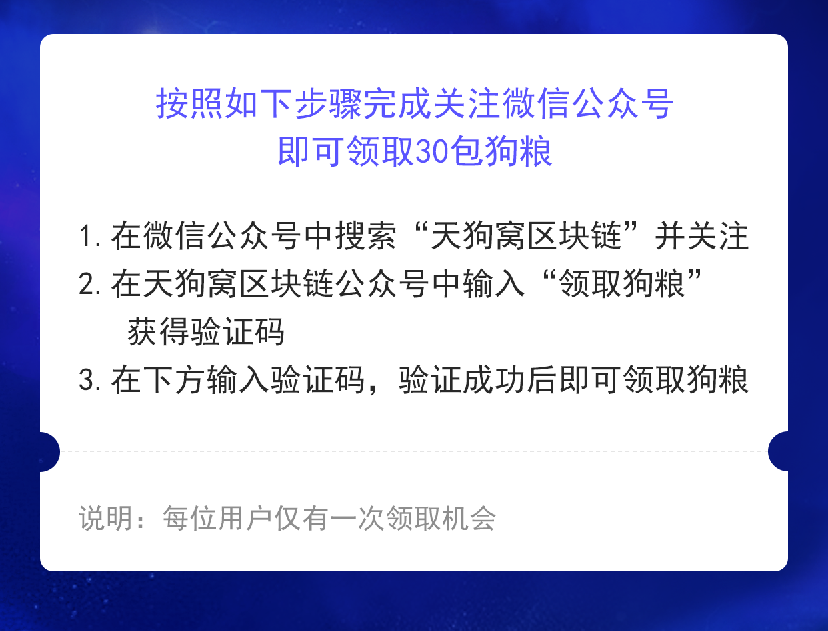 按照如下步骤完成关注微信公众号
即可领取30包狗粮
1. 在微信公众号中搜索“天狗窝区块链”并关注
2. 在天狗窝区块链公众号中输入“领取狗粮”
获得验证码
3. 在下方输入验证码，验证成功后即可领取狗粮
说明：每位用户仅有一次领取机会